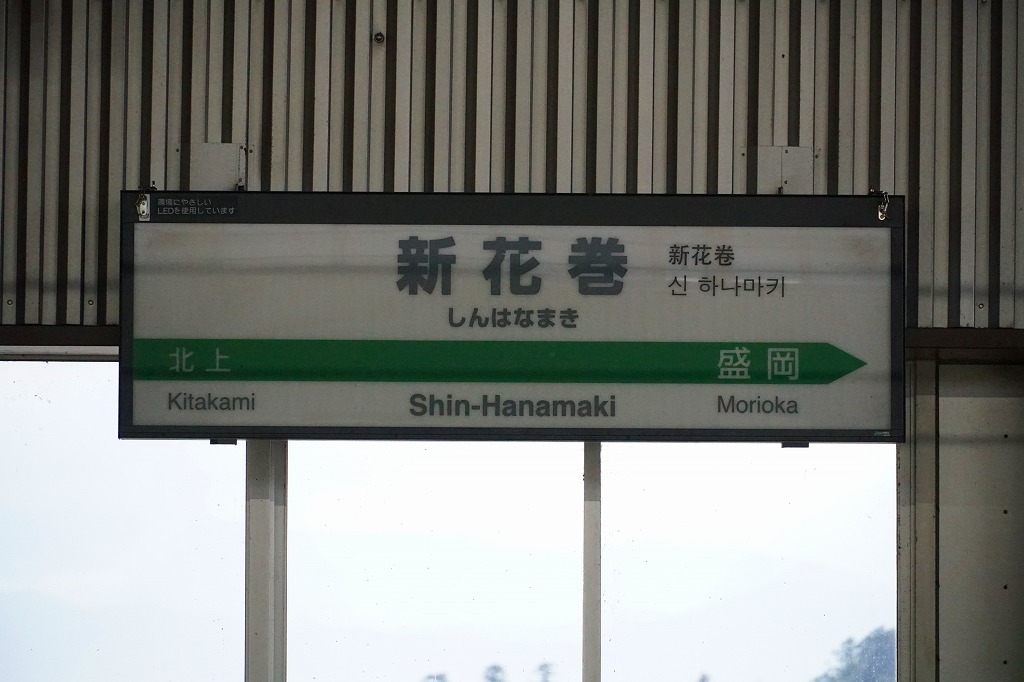 環境にやさしい
LEDを使用しています
新花巻
新花卷
신 하나마키
しんはなまき
北上
盛岡
Kitakami
Shin-Hanamaki
Morioka